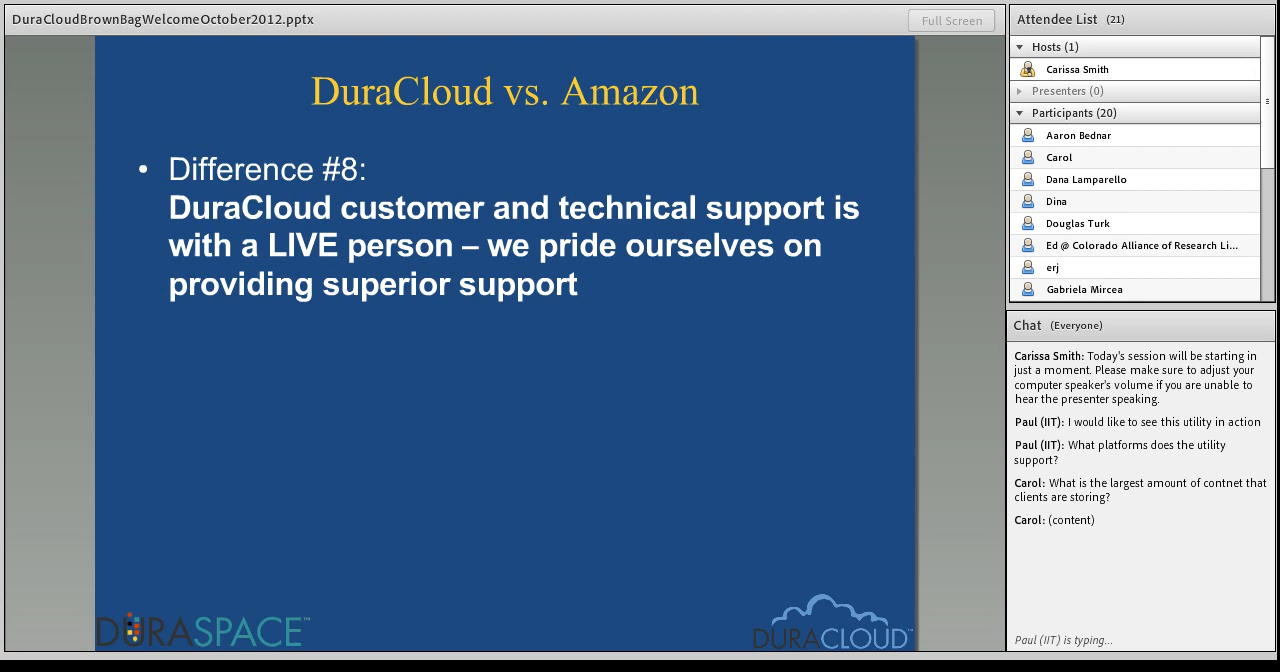 DuraCloudBrownBagWelcomeOctober2012.pptx
Full Screen
DuraCloud vs. Amazon
• Difference #8:
DuraCloud customer and technical support is
with a LIVE person – we pride ourselves on
providing superior support
DURASPACE™
DURACLOUD™
Attendee List (21)
Hosts (1)
Carissa Smith
Presenters (0)
Participants (20)
Aaron Bednar
Carol
Dana Lamparello
Dina
Douglas Turk
Ed @ Colorado Alliance of Research Li...
erj
Gabriela Mircea
Chat (Everyone)
Carissa Smith: Today's session will be starting in
just a moment. Please make sure to adjust your
computer speaker's volume if you are unable to
hear the presenter speaking.
Paul (IIT): I would like to see this utility in action
Paul (IIT): What platforms does the utility
support?
Carol: What is the largest amount of contnet that
clients are storing?
Carol: (content)
Paul (IIT) is typing...